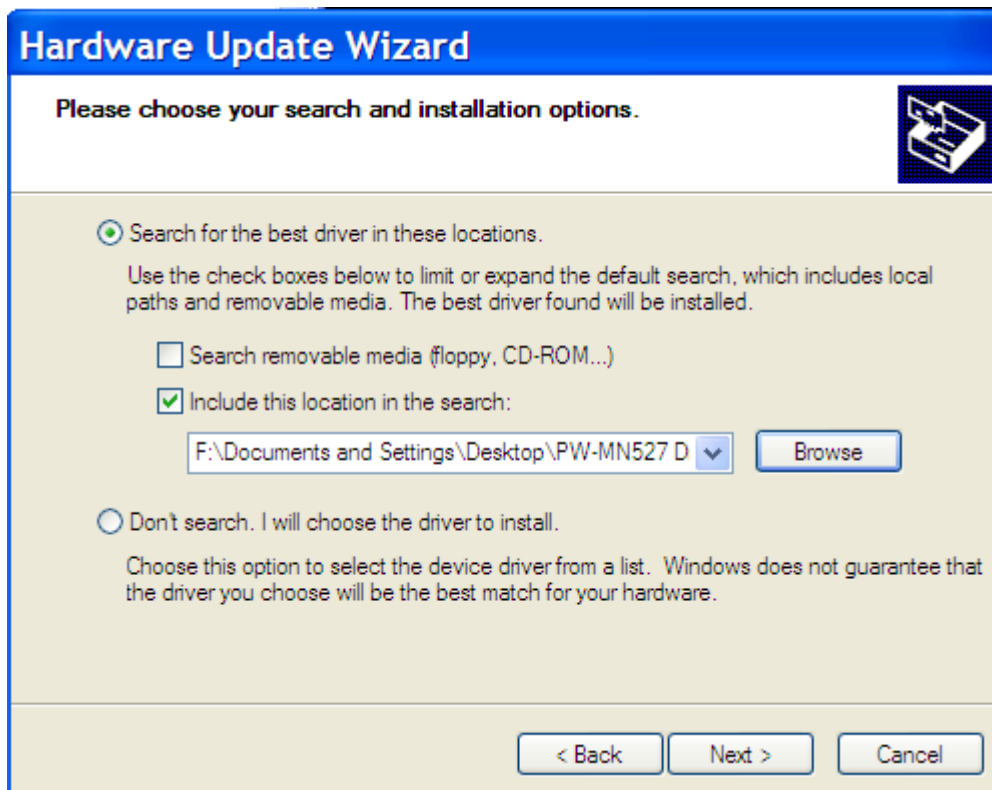 Hardware Update Wizard
Please choose your search and installation options.
Search for the best driver in these locations.
Use the check boxes below to limit or expand the default search, which includes local
paths and removable media. The best driver found will be installed.
Search removable media (floppy, CD-ROM...)
Include this location in the search:
F:\Documents and Settings\Desktop\PW-MN527 D
Browse
Don't search. I will choose the driver to install.
Choose this option to select the device driver from a list. Windows does not guarantee that
the driver you choose will be the best match for your hardware.
< Back
Next >
Cancel